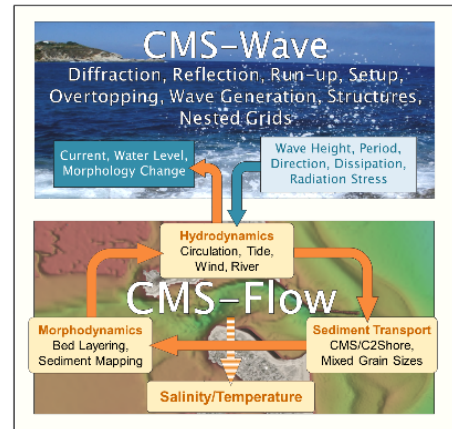 CMS-Wave
Diffraction, Reflection, Run-up, Setup,
Overtopping, Wave Generation, Structures,
Nested Grids
Current, Water Level,
Morphology Change
Wave Height, Period,
Direction, Dissipation,
Radiation Stress
Hydrodynamics
Circulation, Tide,
Wind, River
CMS-Flow
Morphodynamics
Bed Layering,
Sediment Mapping
Sediment Transport
CMS/C2Shore,
Mixed Grain Sizes
Salinity/Temperature